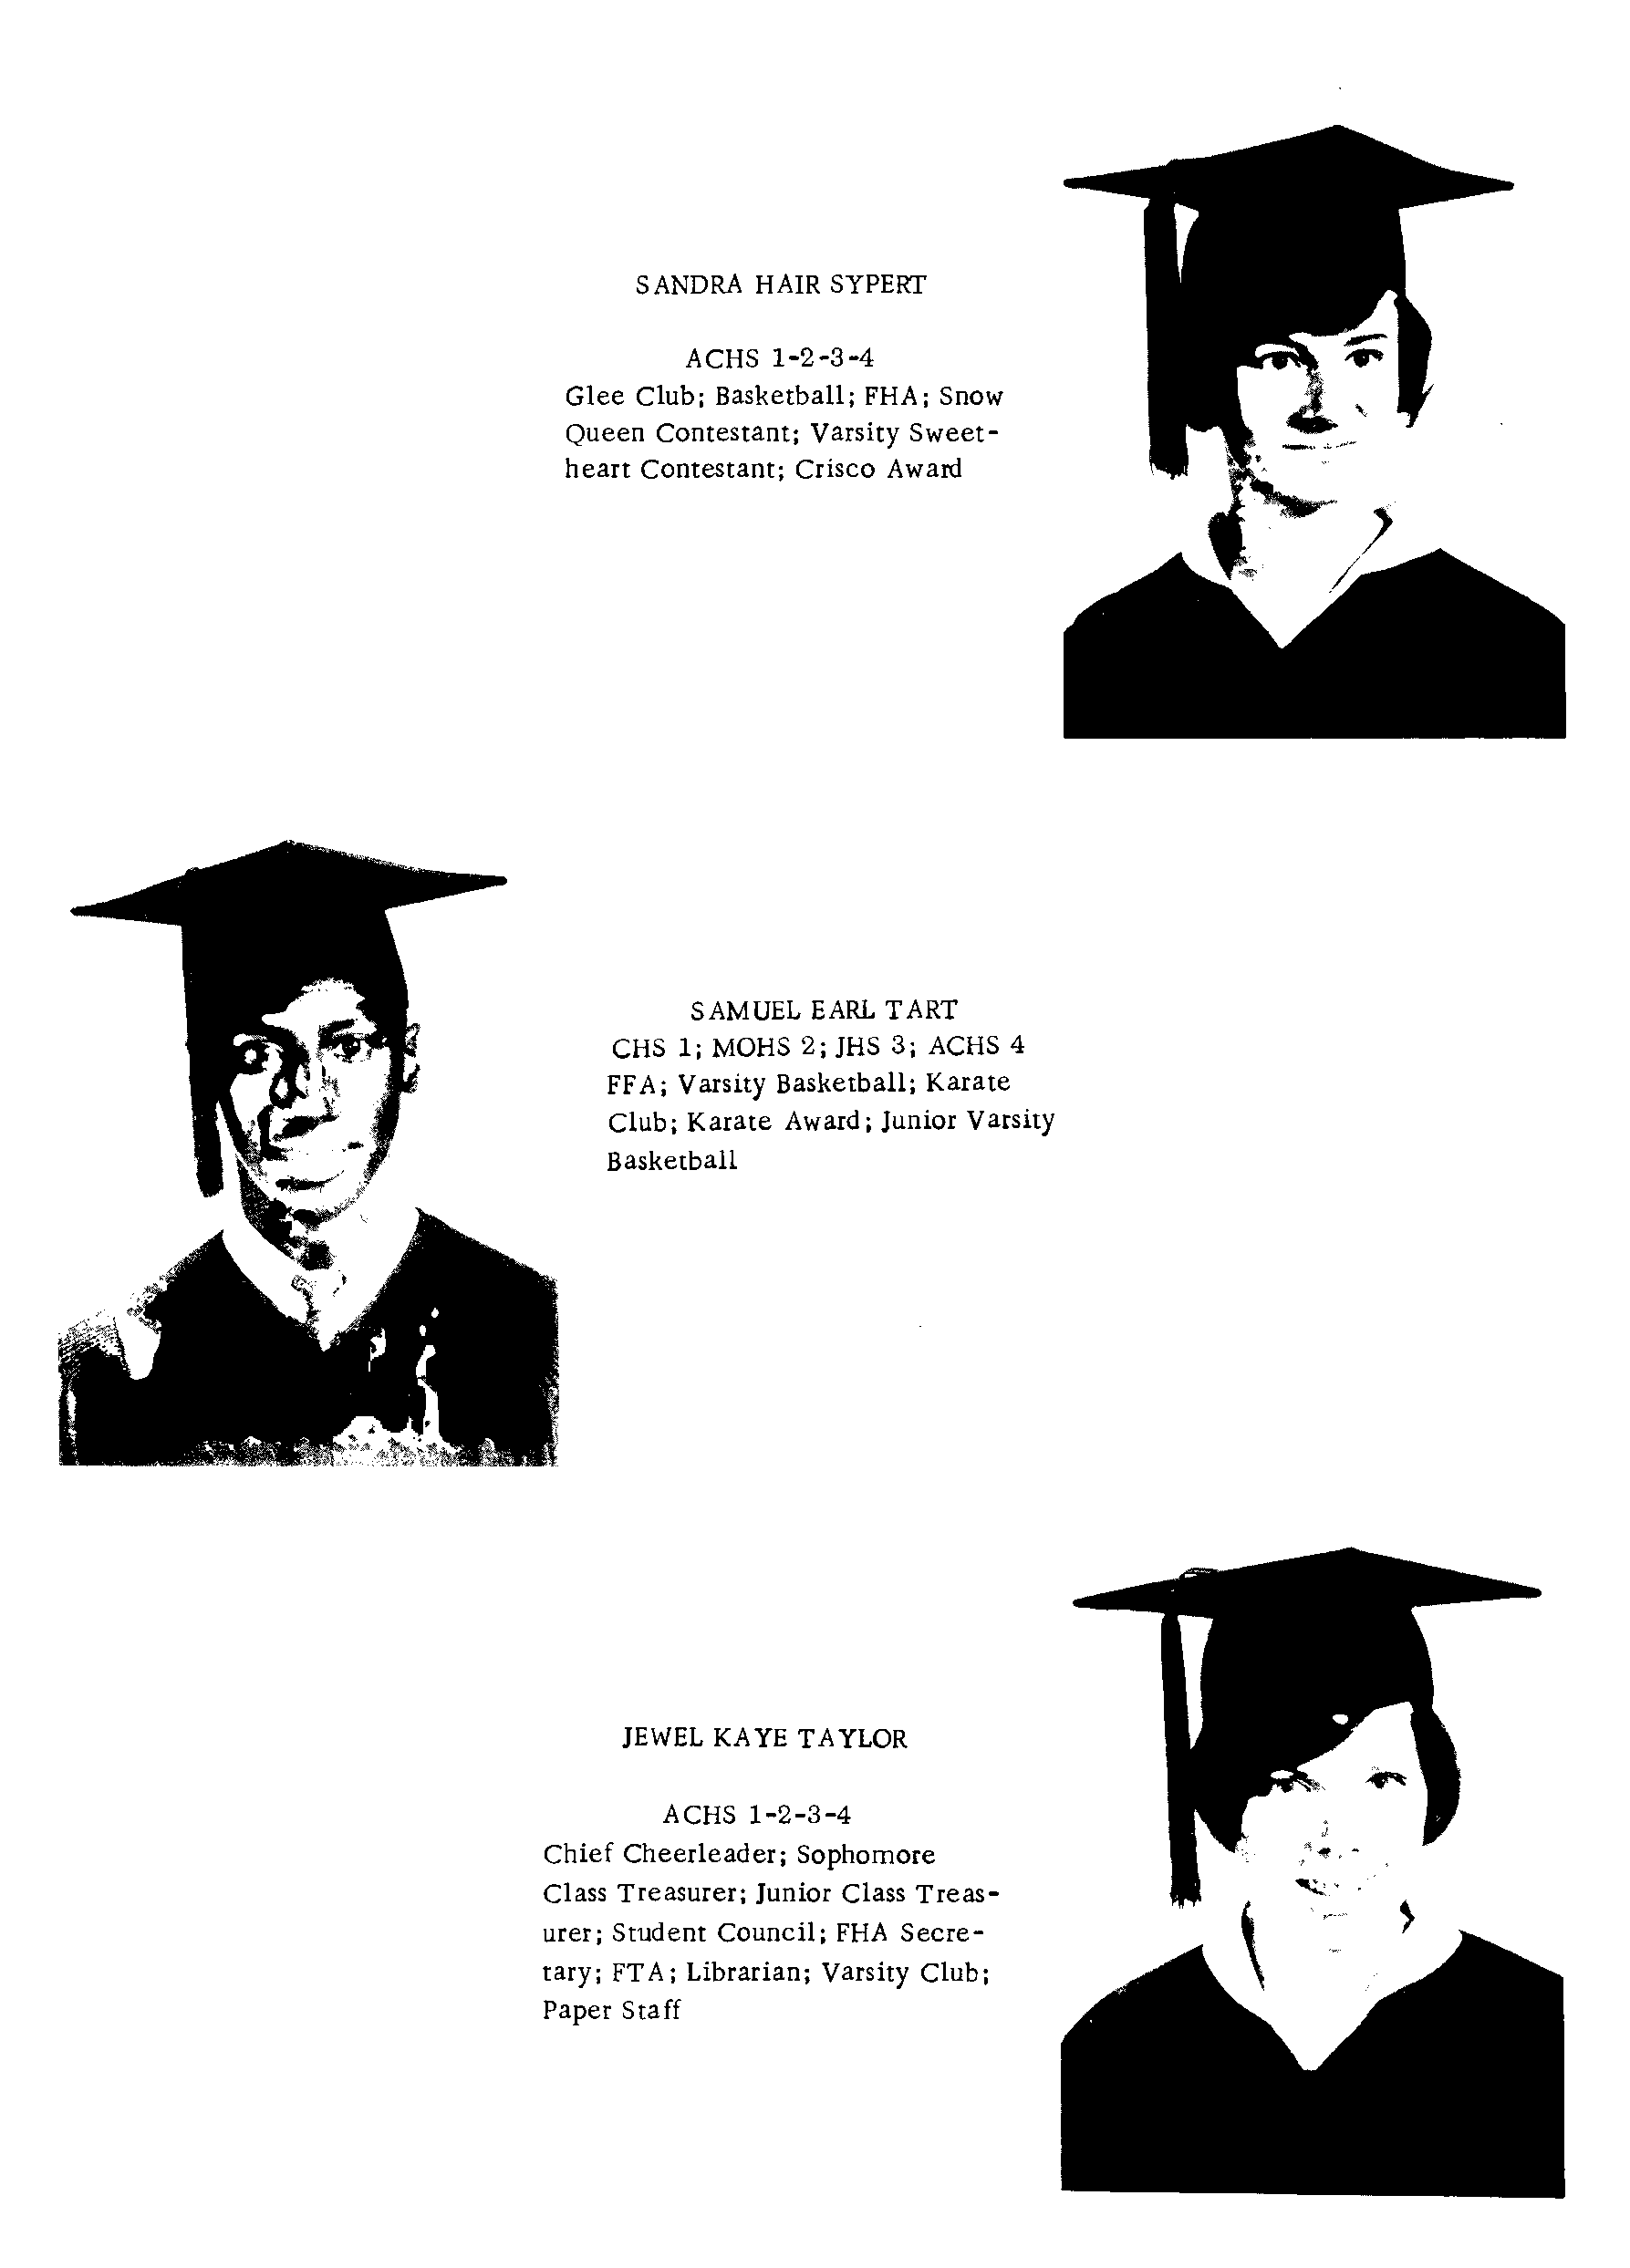 SANDRA HAIR SYPERT
ACHS 1-2-3-4
Glee Club; Basketball; FHA; Snow
Queen Contestant; Varsity Sweet-
heart Contestant; Crisco Award
SAMUEL EARL TART
CHS 1; MOHS 2; JHS 3; ACHS 4
FFA; Varsity Basketball; Karate
Club; Karate Award; Junior Varsity
Basketball
JEWEL KAYE TAYLOR
ACHS 1-2-3-4
Chief Cheerleader; Sophomore
Class Treasurer; Junior Class Treas-
urer; Student Council; FHA Secre-
tary; FTA; Librarian; Varsity Club;
Paper Staff